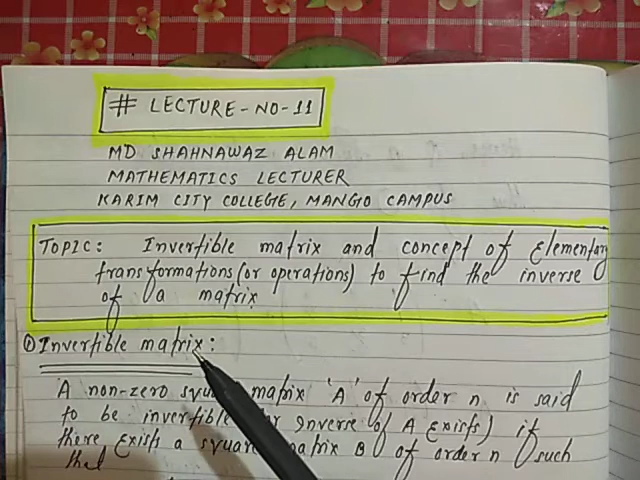 # LECTURE-NO-11
MD SHAHNAWAZ ALAM
MATHEMATICS LECTURER
KARIM CITY COLLEGE, MANGO CAMPUS
TOPIC: Invertible matrix and concept of Elementary
transformations (or operations) to find the inverse
of a matrix
① Invertible matrix:
A non-zero matrix 'A' of order n is said
to be invertible inverse of A Exists) if
there Exists a square matrix B of order n such
that